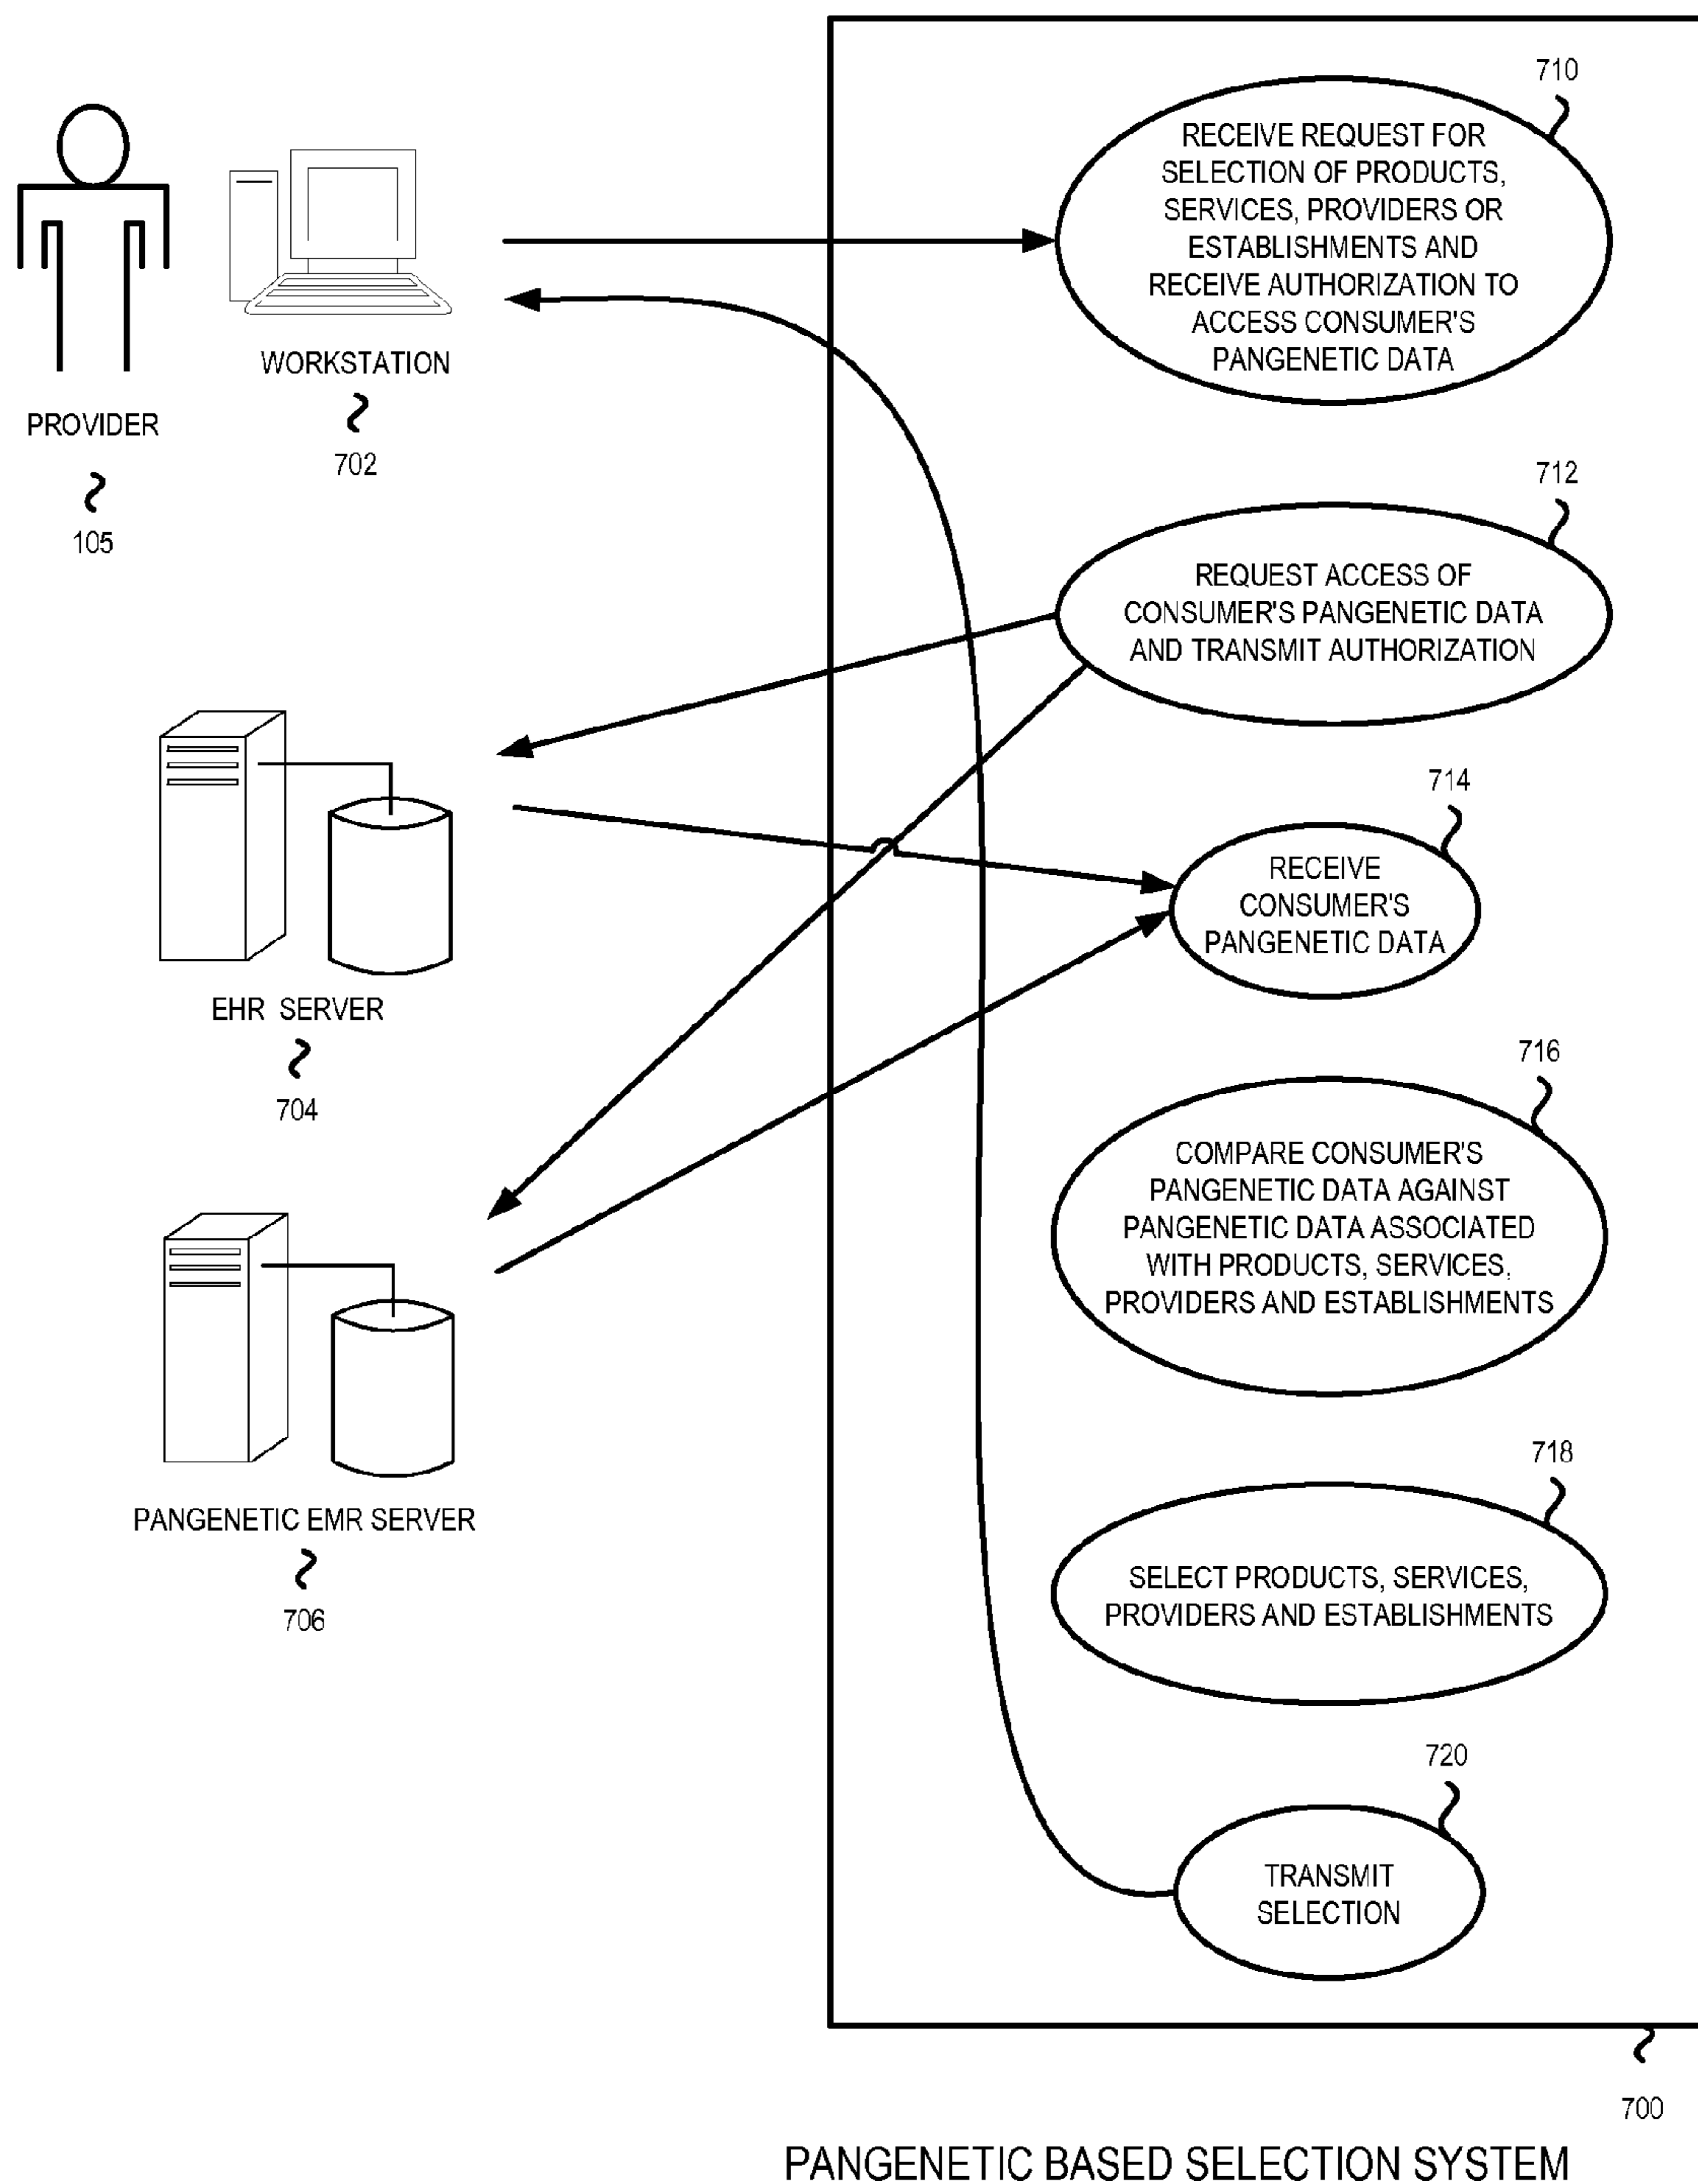 710
RECEIVE REQUEST FOR
SELECTION OF PRODUCTS,
SERVICES, PROVIDERS OR
ESTABLISHMENTS AND
RECEIVE AUTHORIZATION TO
ACCESS CONSUMER'S
PANGENETIC DATA
WORKSTATION
702
PROVIDER
105
712
REQUEST ACCESS OF
CONSUMER'S PANGENETIC DATA
AND TRANSMIT AUTHORIZATION
714
RECEIVE
CONSUMER'S
PANGENETIC DATA
EHR SERVER
704
716
COMPARE CONSUMER'S
PANGENETIC DATA AGAINST
PANGENETIC DATA ASSOCIATED
WITH PRODUCTS, SERVICES,
PROVIDERS AND ESTABLISHMENTS
PANGENETIC EMR SERVER
706
718
SELECT PRODUCTS, SERVICES,
PROVIDERS AND ESTABLISHMENTS
720
TRANSMIT
SELECTION
700
PANGENETIC BASED SELECTION SYSTEM